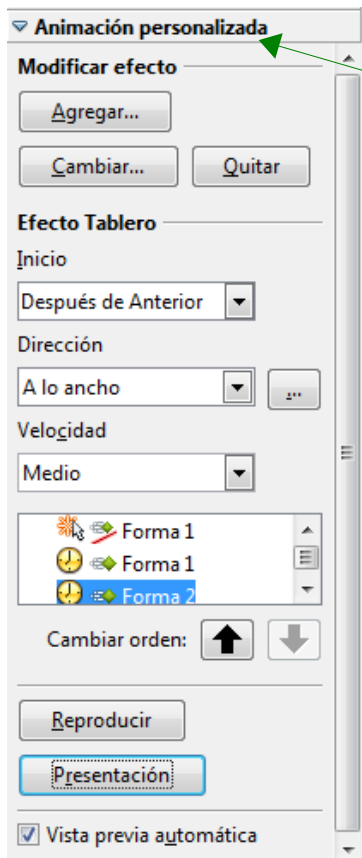 Animación personalizada
Modificar efecto
Agregar...
Cambiar... Quitar
Efecto Tablero
Inicio
Después de Anterior
Dirección
A lo ancho ...
Velocidad
Medio
Forma 1
Forma 1
Forma 2
Cambiar orden:
Reproducir
Presentación
Vista previa automática